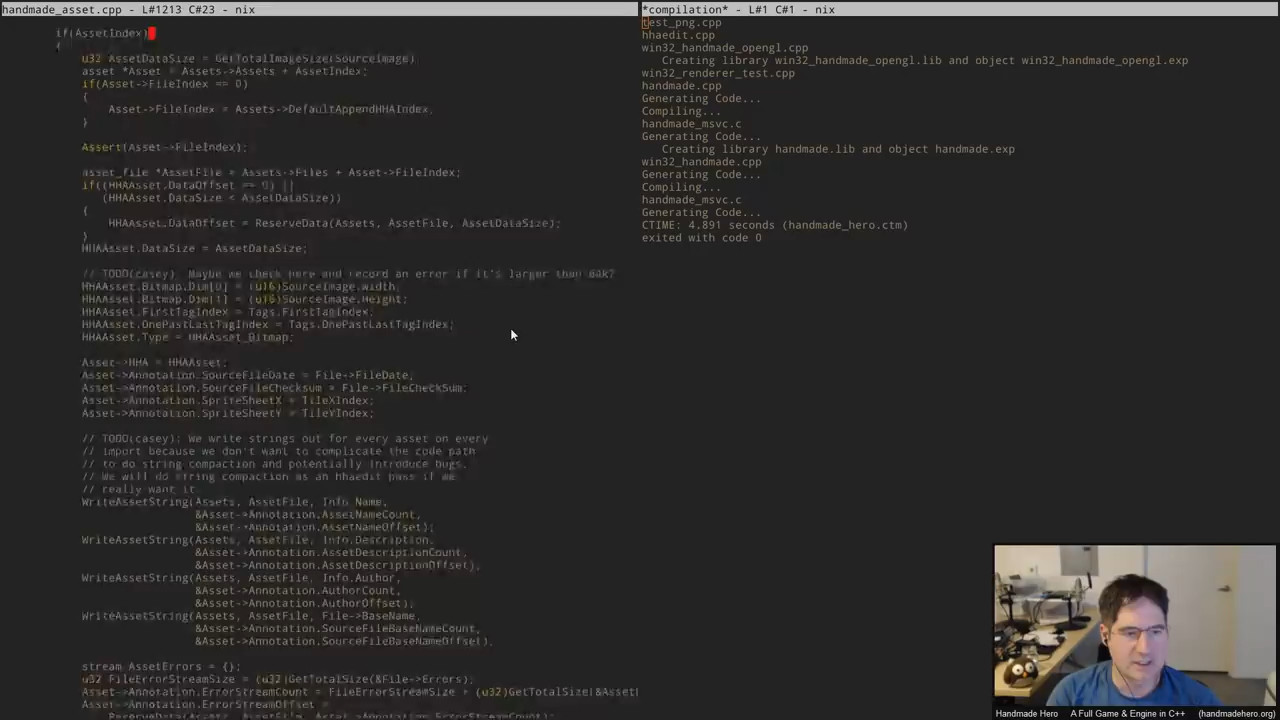 handmade_asset.cpp - L#1213 C#23 - nix
if(AssetIndex)
{
u32 AssetDataSize = GetTotalImageSize(SourceImage)
asset *Asset = Assets->Assets + AssetIndex;
if(Asset->FileIndex == 0)
{
Asset->FileIndex = Assets->DefaultAppendHHAIndex,
}
Assert(Asset->FileIndex);
asset_file *AssetFile = Assets->Files + Asset->FileIndex;
if((HHAAsset.DataOffset == 0) ||
(HHAAsset.DataSize < AssetDataSize))
{
HHAAsset.DataOffset = ReserveData(Assets, AssetFile, AssetDataSize);
}
HHAAsset.DataSize = AssetDataSize;
// TODO(casey): Maybe we check here and record an error if it's larger than 64k?
HHAAsset.Bitmap.Dim[0] = (u16)SourceImage.Width,
HHAAsset.Bitmap.Dim[1] = (u16)SourceImage.Height;
HHAAsset.FirstTagIndex = Tags.FirstTagIndex;
HHAAsset.OnePastLastTagIndex = Tags.OnePastLastTagIndex;
HHAAsset.Type = HHAAsset_Bitmap;
Asset->HHA = HHAAsset;
Asset->Annotation.SourceFileDate = File->FileDate,
Asset->Annotation.SourceFileChecksum = File->FileCheckSum;
Asset->Annotation.SpriteSheetX = TileXIndex;
Asset->Annotation.SpriteSheetY = TileYIndex;
// TODO(casey): We write strings out for every asset on every
// import because we don't want to complicate the code path
// to do string compaction and potentially introduce bugs.
// We will do string compaction as an hhaedit pass if we
// really want it.
WriteAssetString(Assets, AssetFile, Info.Name,
&Asset->Annotation.AssetNameCount,
&Asset->Annotation.AssetNameOffset);
WriteAssetString(Assets, AssetFile, Info.Description,
&Asset->Annotation.AssetDescriptionCount,
&Asset->Annotation.AssetDescriptionOffset),
WriteAssetString(Assets, AssetFile, Info.Author,
&Asset->Annotation.AuthorCount,
&Asset->Annotation.AuthorOffset),
WriteAssetString(Assets, AssetFile, File->BaseName,
&Asset->Annotation.SourceFileBaseNameCount,
&Asset->Annotation.SourceFileBaseNameOffset),
stream AssetErrors = {};
u32 FileErrorStreamSize = (u32)GetTotalSize(&File->Errors);
Asset->Annotation.ErrorStreamCount = FileErrorStreamSize + (u32)GetTotalSize(&Asset
Asset->Annotation.ErrorStreamOffset =
ReserveData(Assets, AssetFile, Asset->Annotation.ErrorStreamCount);
*compilation* - L#1 C#1 - nix
test_png.cpp
hhaedit.cpp
win32_handmade_opengl.cpp
Creating library win32_handmade_opengl.lib and object win32_handmade_opengl.exp
win32_renderer_test.cpp
handmade.cpp
Generating Code...
Compiling...
handmade_msvc.c
Generating Code...
Creating library handmade.lib and object handmade.exp
win32_handmade.cpp
Generating Code...
Compiling...
handmade_msvc.c
Generating Code...
CTIME: 4.891 seconds (handmade_hero.ctm)
exited with code 0
Handmade Hero A Full Game & Engine in C++ (handmadehero.org)